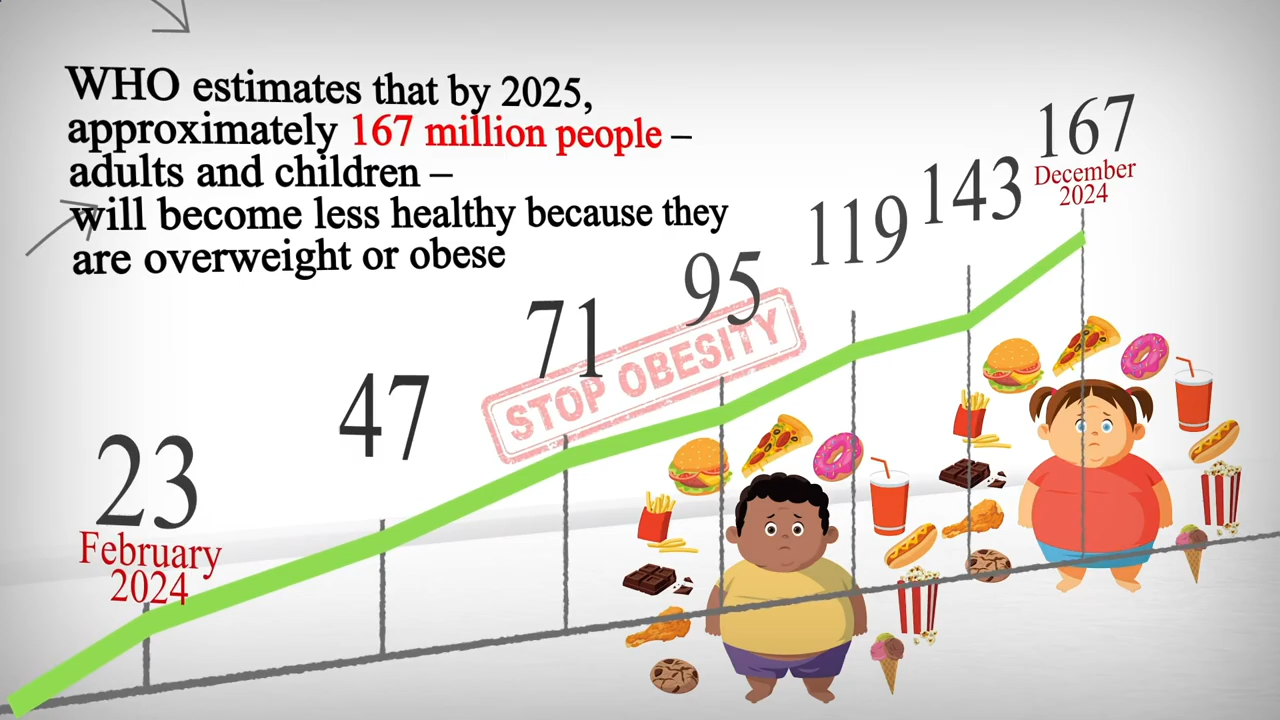 WHO estimates that by 2025,
approximately 167 million people –
adults and children –
will become less healthy because they
are overweight or obese
23
February
2024
47
71
95
119
143
167
December
2024
STOP OBESITY